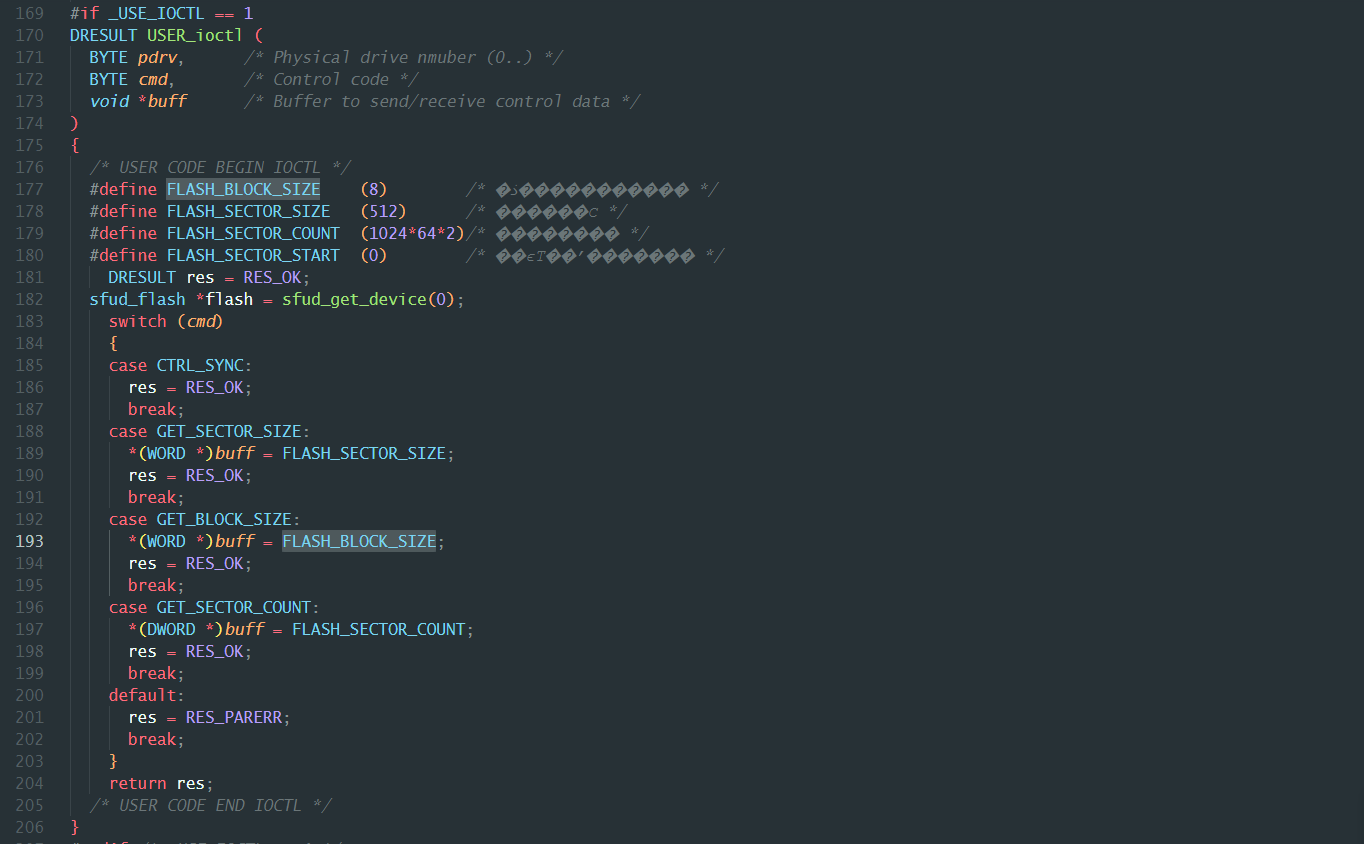 169 #if _USE_IOCTL == 1
170 DRESULT USER_ioctl (
171 BYTE pdrv, /* Physical drive nmuber (0..) */
172 BYTE cmd, /* Control code */
173 void *buff /* Buffer to send/receive control data */
174 )
175 {
176 /* USER CODE BEGIN IOCTL */
177 #define FLASH_BLOCK_SIZE (8) /* */
178 #define FLASH_SECTOR_SIZE (512) /* */
179 #define FLASH_SECTOR_COUNT (1024*64*2)/* */
180 #define FLASH_SECTOR_START (0) /* */
181 DRESULT res = RES_OK;
182 sfud_flash *flash = sfud_get_device(0);
183 switch (cmd)
184 {
185 case CTRL_SYNC:
186 res = RES_OK;
187 break;
188 case GET_SECTOR_SIZE:
189 *(WORD *)buff = FLASH_SECTOR_SIZE;
190 res = RES_OK;
191 break;
192 case GET_BLOCK_SIZE:
193 *(WORD *)buff = FLASH_BLOCK_SIZE;
194 res = RES_OK;
195 break;
196 case GET_SECTOR_COUNT:
197 *(DWORD *)buff = FLASH_SECTOR_COUNT;
198 res = RES_OK;
199 break;
200 default:
201 res = RES_PARERR;
202 break;
203 }
204 return res;
205 /* USER CODE END IOCTL */
206 }